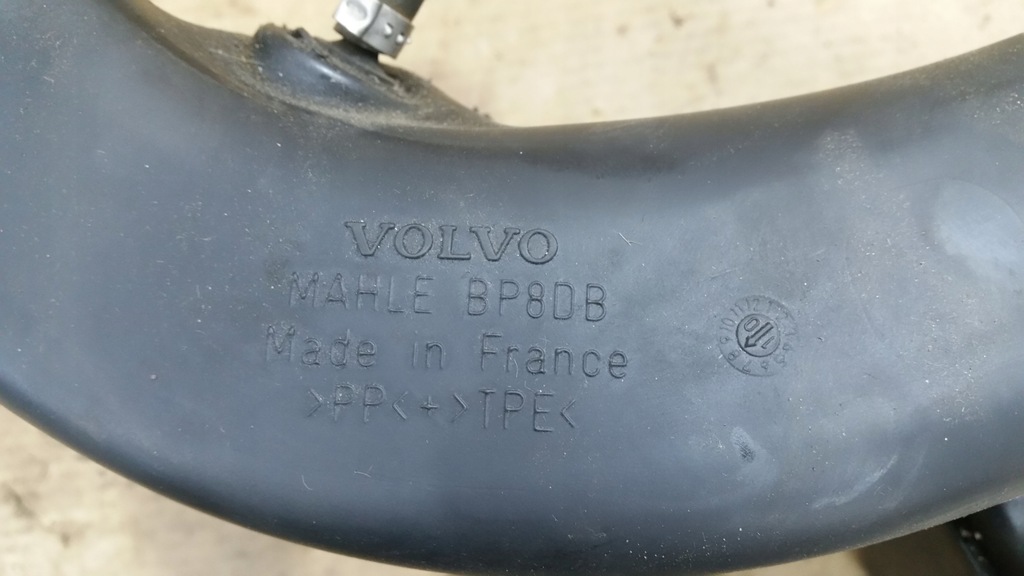 VOLVO
MAHLE BP8DB
Made in France
>PP<+>TPE<